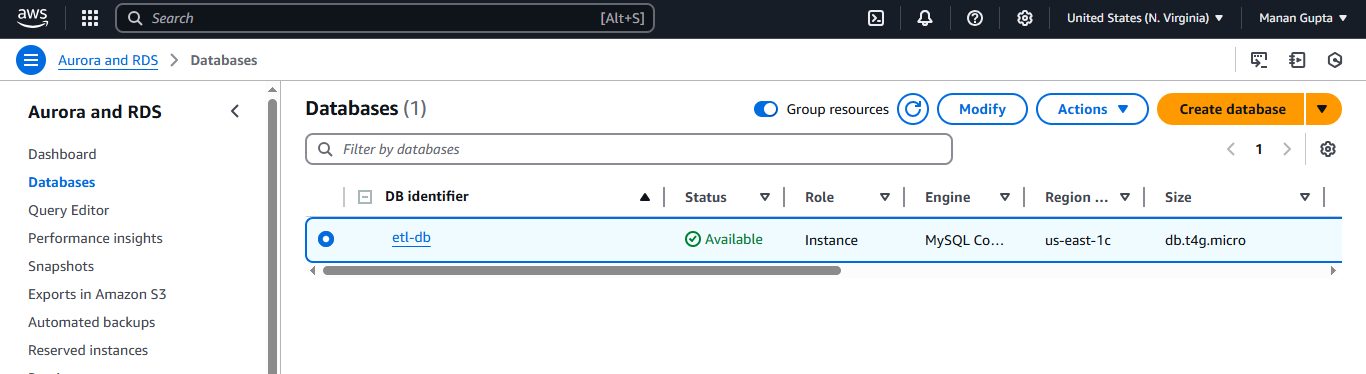 aws Search [Alt+S] United States (N. Virginia) Manan Gupta
Aurora and RDS Databases
Aurora and RDS
Dashboard
Databases
Query Editor
Performance insights
Snapshots
Exports in Amazon S3
Automated backups
Reserved instances
Databases (1) Group resources Modify Actions Create database
Filter by databases 1
DB identifier Status Role Engine Region ... Size
etl-db Available Instance MySQL Co... us-east-1c db.t4g.micro